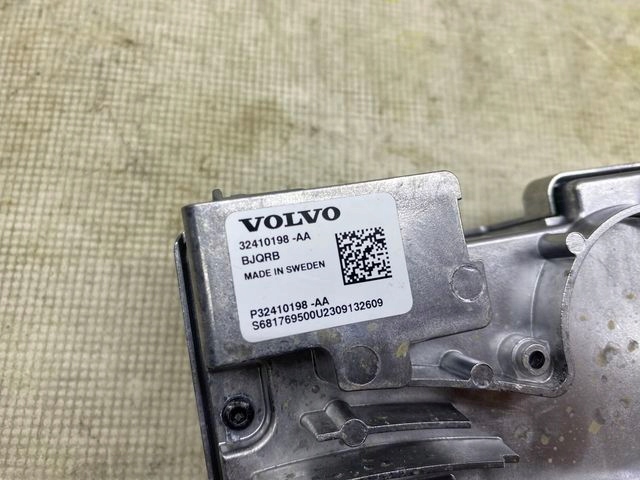 VOLVO
32410198 -AA
BJQRB
MADE IN SWEDEN
P32410198 -AA
S681769500U2309132609